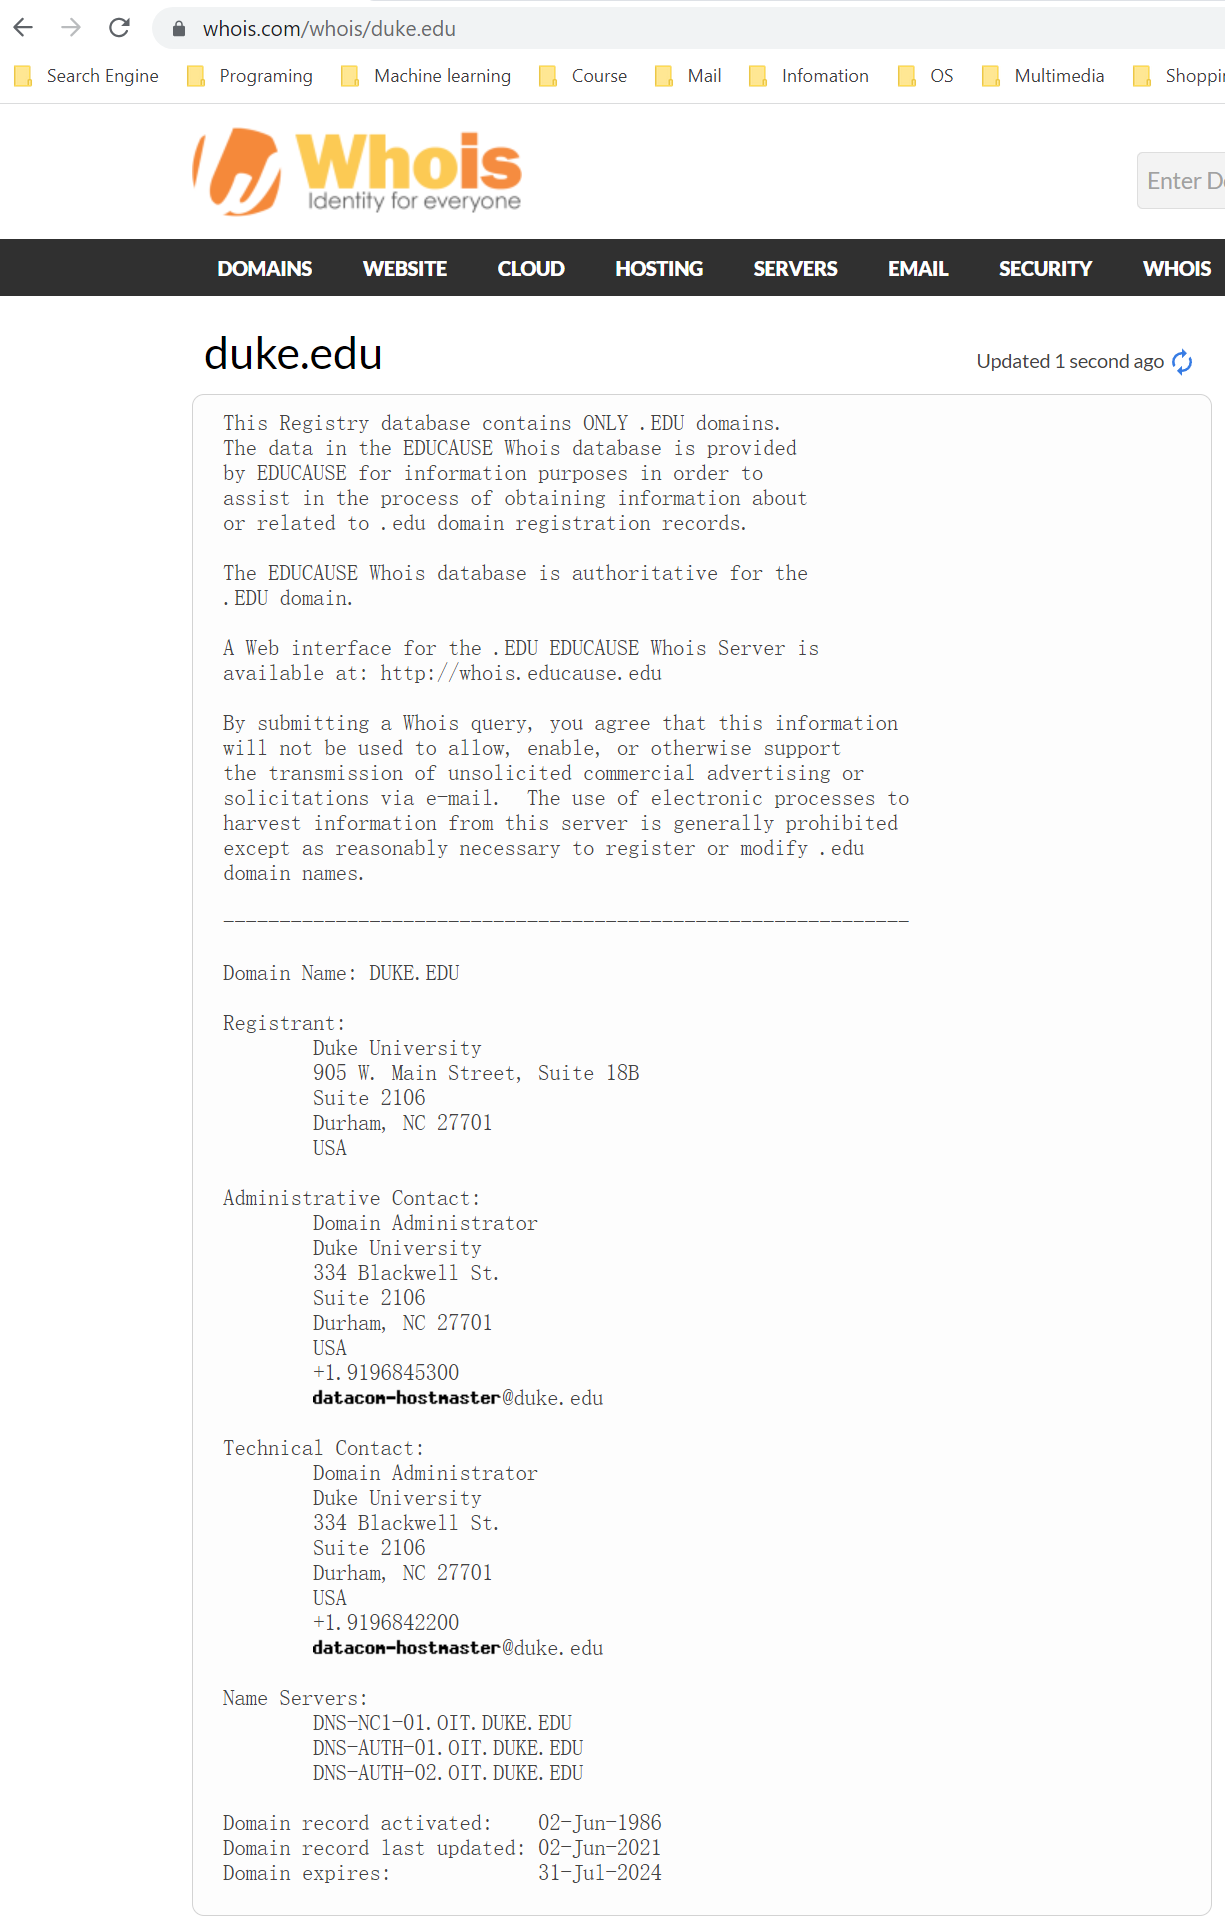 whois.com/whois/duke.edu
Search Engine Programing Machine learning Course Mail Infomation OS Multimedia Shoppi
Whois
Identity for everyone
Enter D
DOMAINS WEBSITE CLOUD HOSTING SERVERS EMAIL SECURITY WHOIS
duke.edu
Updated 1 second ago
This Registry database contains ONLY .EDU domains.
The data in the EDUCAUSE Whois database is provided
by EDUCAUSE for information purposes in order to
assist in the process of obtaining information about
or related to .edu domain registration records.
The EDUCAUSE Whois database is authoritative for the
.EDU domain.
A Web interface for the .EDU EDUCAUSE Whois Server is
available at: http://whois.educause.edu
By submitting a Whois query, you agree that this information
will not be used to allow, enable, or otherwise support
the transmission of unsolicited commercial advertising or
solicitations via e-mail.  The use of electronic processes to
harvest information from this server is generally prohibited
except as reasonably necessary to register or modify .edu
domain names.
-------------------------------------------------------------
Domain Name: DUKE.EDU
Registrant:
Duke University
905 W. Main Street, Suite 18B
Suite 2106
Durham, NC 27701
USA
Administrative Contact:
Domain Administrator
Duke University
334 Blackwell St.
Suite 2106
Durham, NC 27701
USA
+1.9196845300
datacom-hostmaster@duke.edu
Technical Contact:
Domain Administrator
Duke University
334 Blackwell St.
Suite 2106
Durham, NC 27701
USA
+1.9196842200
datacom-hostmaster@duke.edu
Name Servers:
DNS-NC1-01.OIT.DUKE.EDU
DNS-AUTH-01.OIT.DUKE.EDU
DNS-AUTH-02.OIT.DUKE.EDU
Domain record activated:    02-Jun-1986
Domain record last updated: 02-Jun-2021
Domain expires:             31-Jul-2024